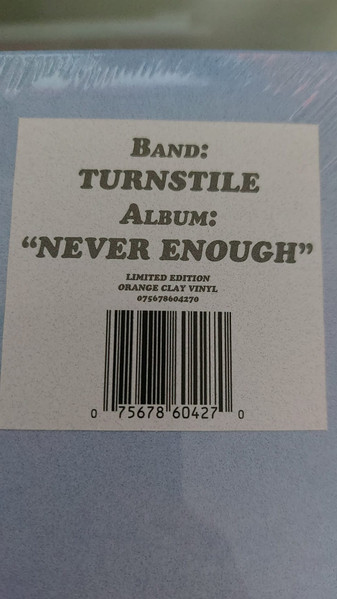 BAND:
TURNSTILE
ALBUM:
“NEVER ENOUGH”
LIMITED EDITION
ORANGE CLAY VINYL
075678604270
0 75678 60427 0